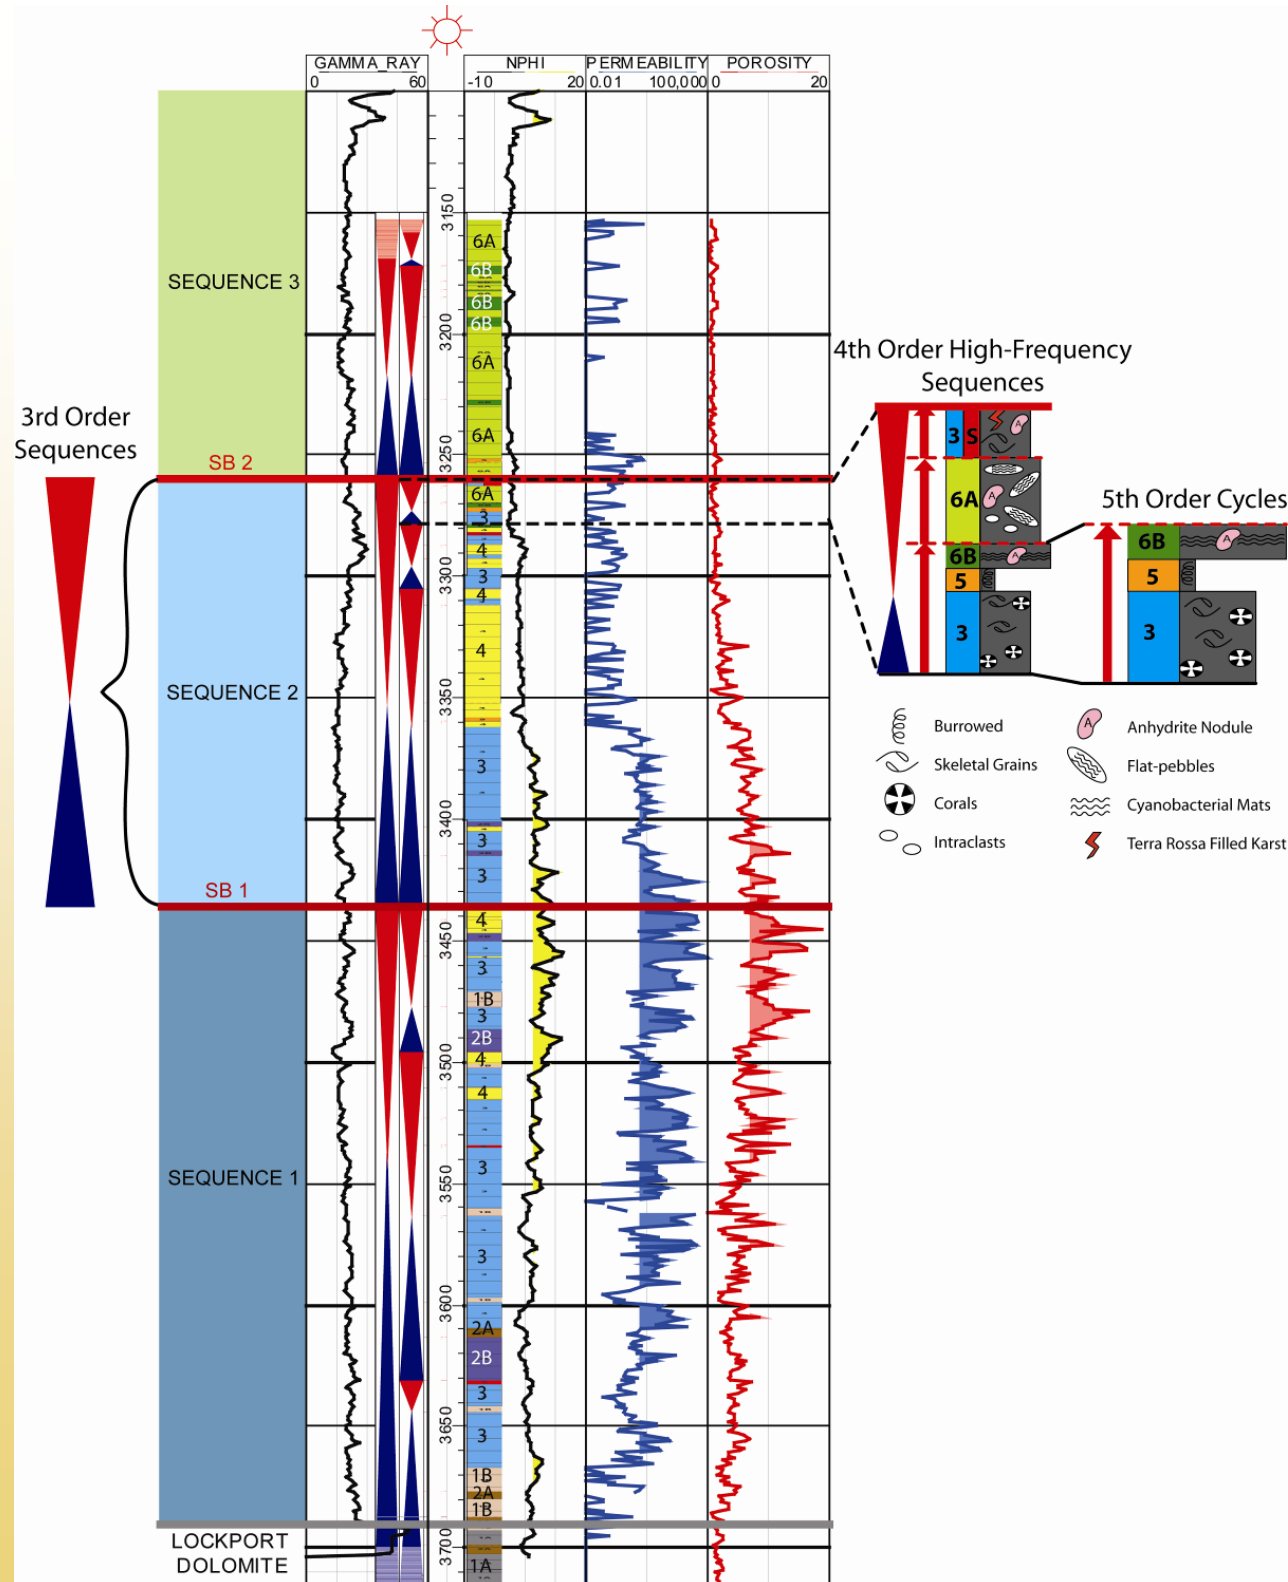 GAMMA_RAY
0 60
NPHI
-10 20
PERMEABILITY
0.01 100,000
POROSITY
0 20
3150
6A
6B
SEQUENCE 3
6B
6B
3200
6A
4th Order High-Frequency
Sequences
3rd Order
Sequences
6A
3 S
3250
SB 2
6A
6A
5th Order Cycles
3
6B
6B
4
3300
3
5
5
4
3
3
4
SEQUENCE 2
3350
Burrowed
Anhydrite Nodule
A
3
Skeletal Grains
Flat-pebbles
3400
Corals
Cyanobacterial Mats
3
Intraclasts
Terra Rossa Filled Karst
3
SB 1
4
3450
3
1B
3
2B
3500
4
4
3
SEQUENCE 1
3550
3
3600
2A
2B
3
3650
3
1B
2A
1B
LOCKPORT
DOLOMITE
3700
1A